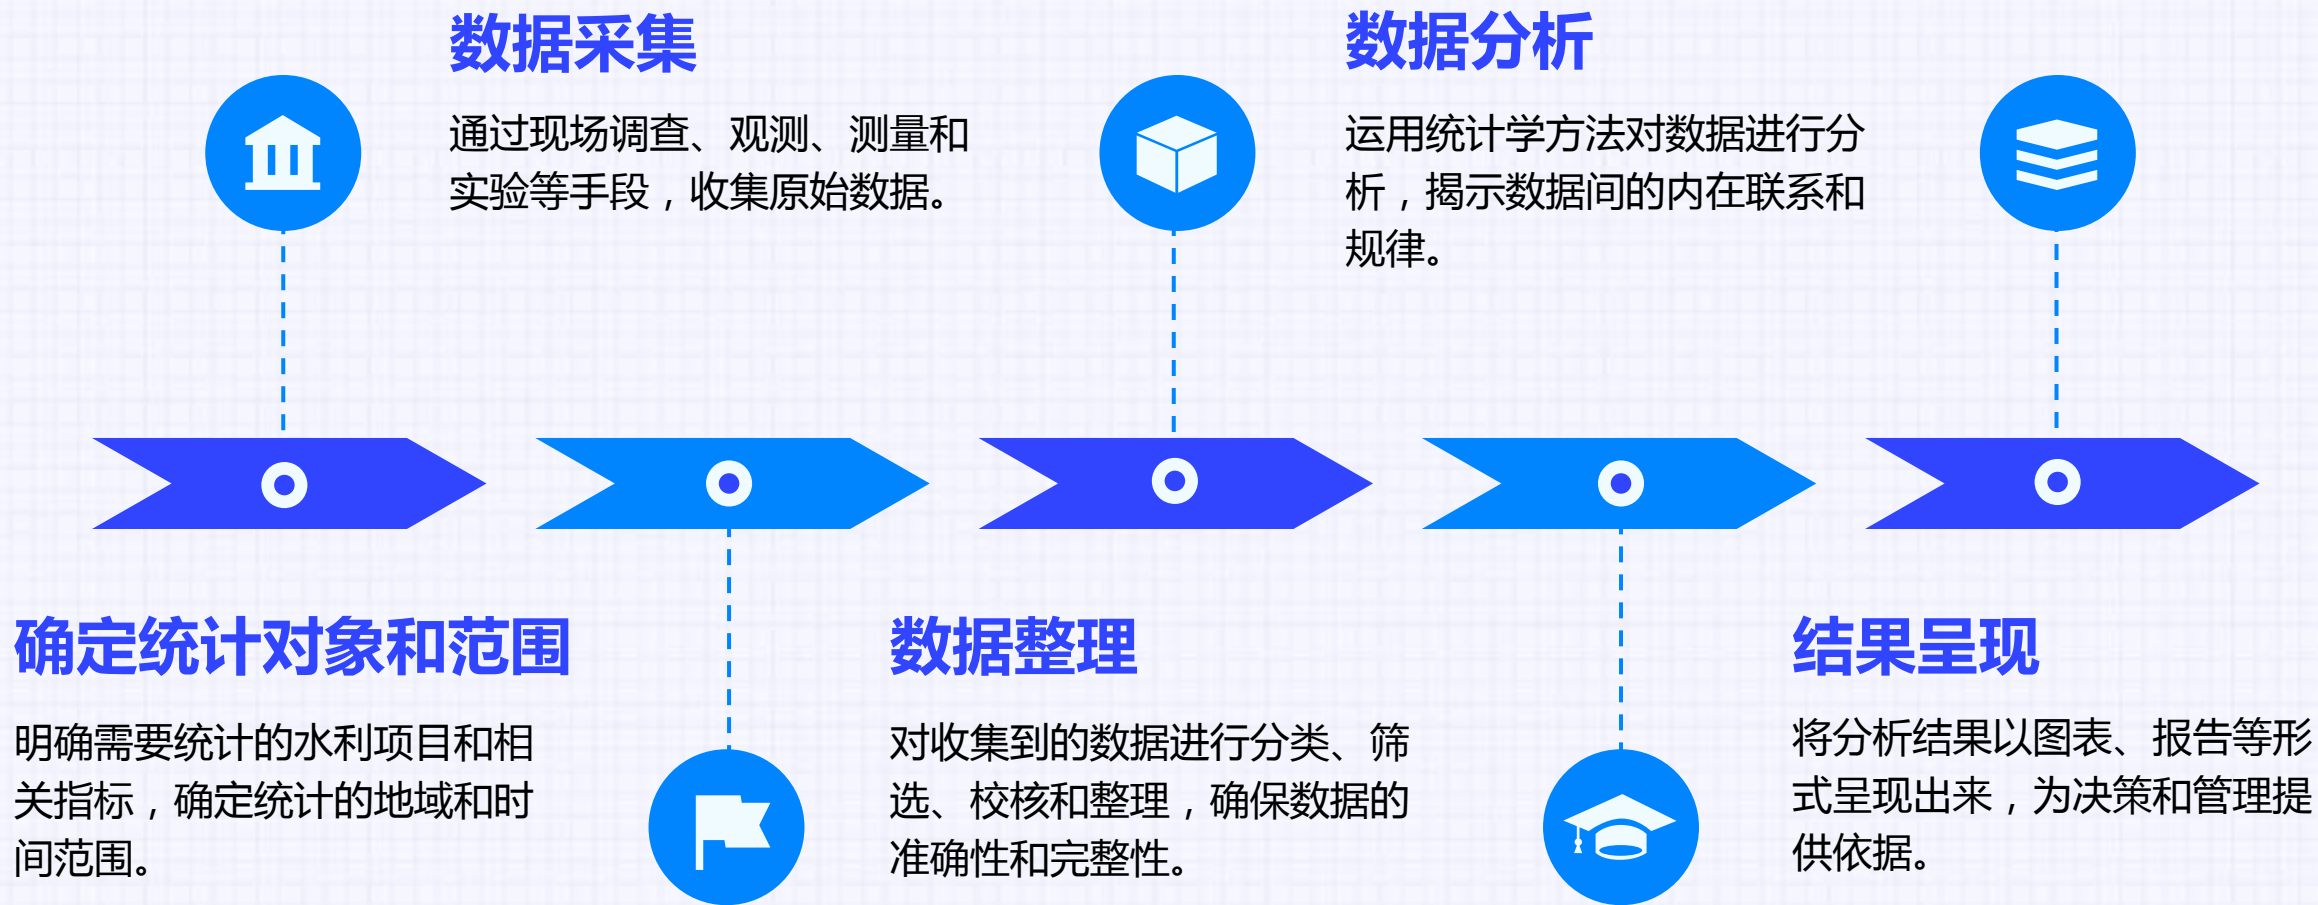 数据采集
通过现场调查、观测、测量和
实验等手段，收集原始数据。
数据分析
运用统计学方法对数据进行分
析，揭示数据间的内在联系和
规律。
确定统计对象和范围
明确需要统计的水利项目和相
关指标，确定统计的地域和时
间范围。
数据整理
对收集到的数据进行分类、筛
选、校核和整理，确保数据的
准确性和完整性。
结果呈现
将分析结果以图表、报告等形
式呈现出来，为决策和管理提
供依据。